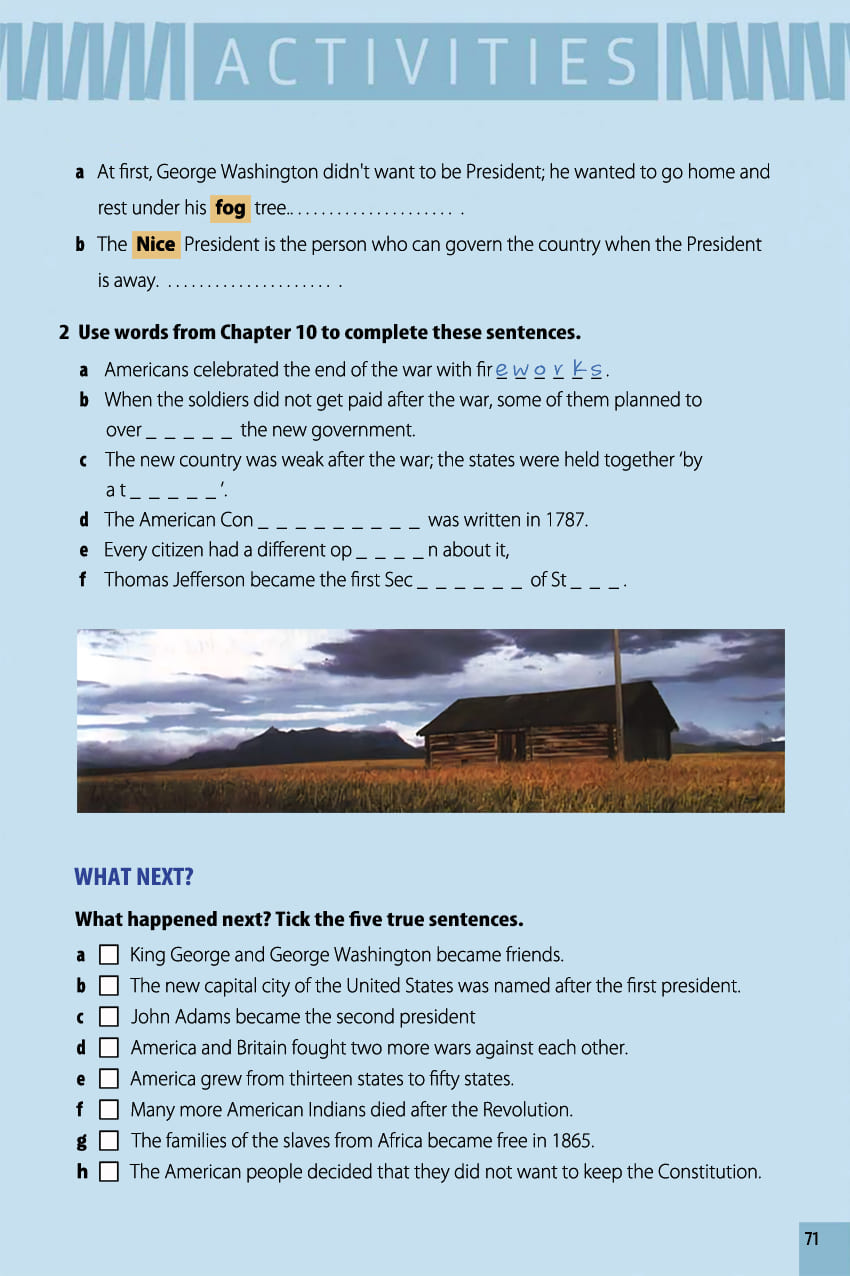 ACTIVITIES
a At first, George Washington didn't want to be President; he wanted to go home and
rest under his fog tree....................... .
b The Nice President is the person who can govern the country when the President
is away. ..................... .
2 Use words from Chapter 10 to complete these sentences.
a Americans celebrated the end of the war with fireworks.
b When the soldiers did not get paid after the war, some of them planned to
over_ _ _ _ _ the new government.
c The new country was weak after the war; the states were held together 'by
a t_ _ _ _ _'.
d The American Con_ _ _ _ _ _ _ _ _ was written in 1787.
e Every citizen had a different op_ _ _ _n about it,
f Thomas Jefferson became the first Sec_ _ _ _ _ _ of St_ _ _.
WHAT NEXT?
What happened next? Tick the five true sentences.
a King George and George Washington became friends.
b The new capital city of the United States was named after the first president.
c John Adams became the second president
d America and Britain fought two more wars against each other.
e America grew from thirteen states to fifty states.
f Many more American Indians died after the Revolution.
g The families of the slaves from Africa became free in 1865.
h The American people decided that they did not want to keep the Constitution.
71